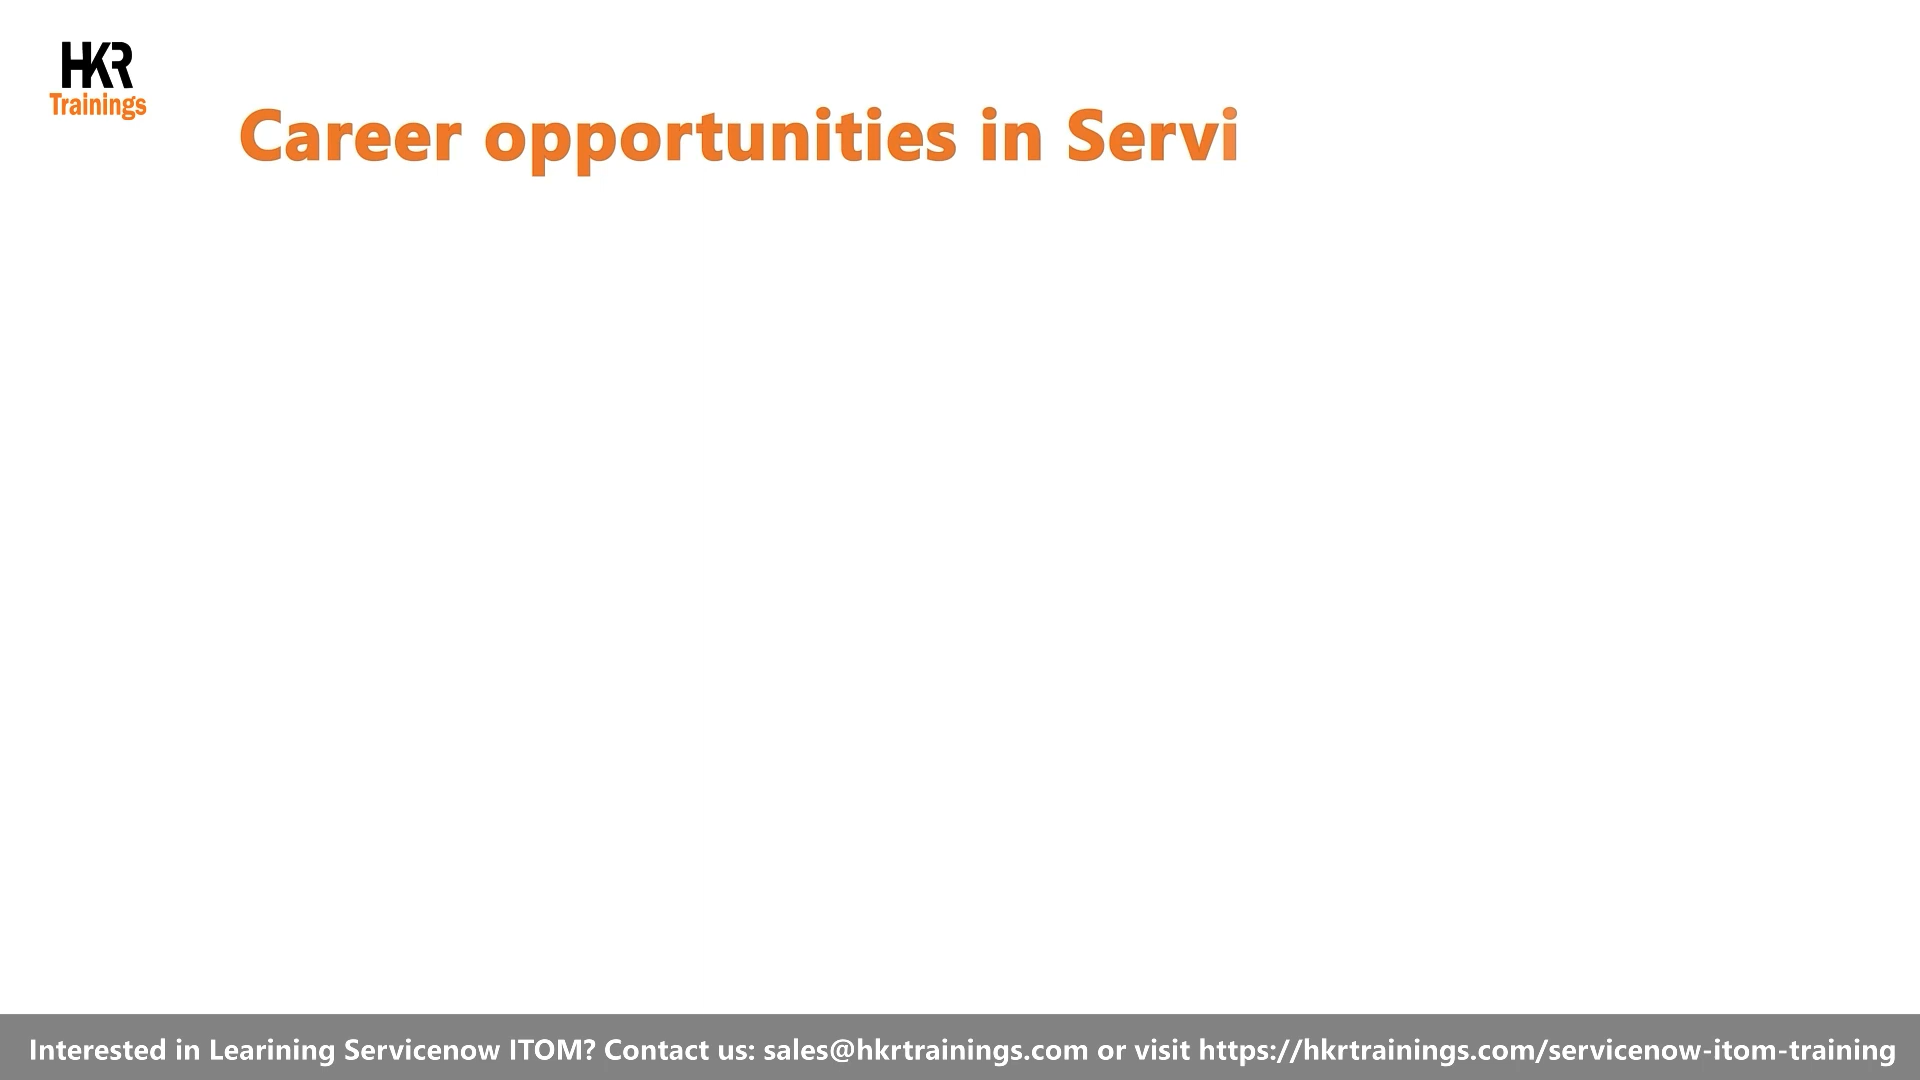 HKR
Trainings
Career opportunities in Servi
Interested in Learining Servicenow ITOM? Contact us: sales@hkrtrainings.com or visit https://hkrtrainings.com/servicenow-itom-training